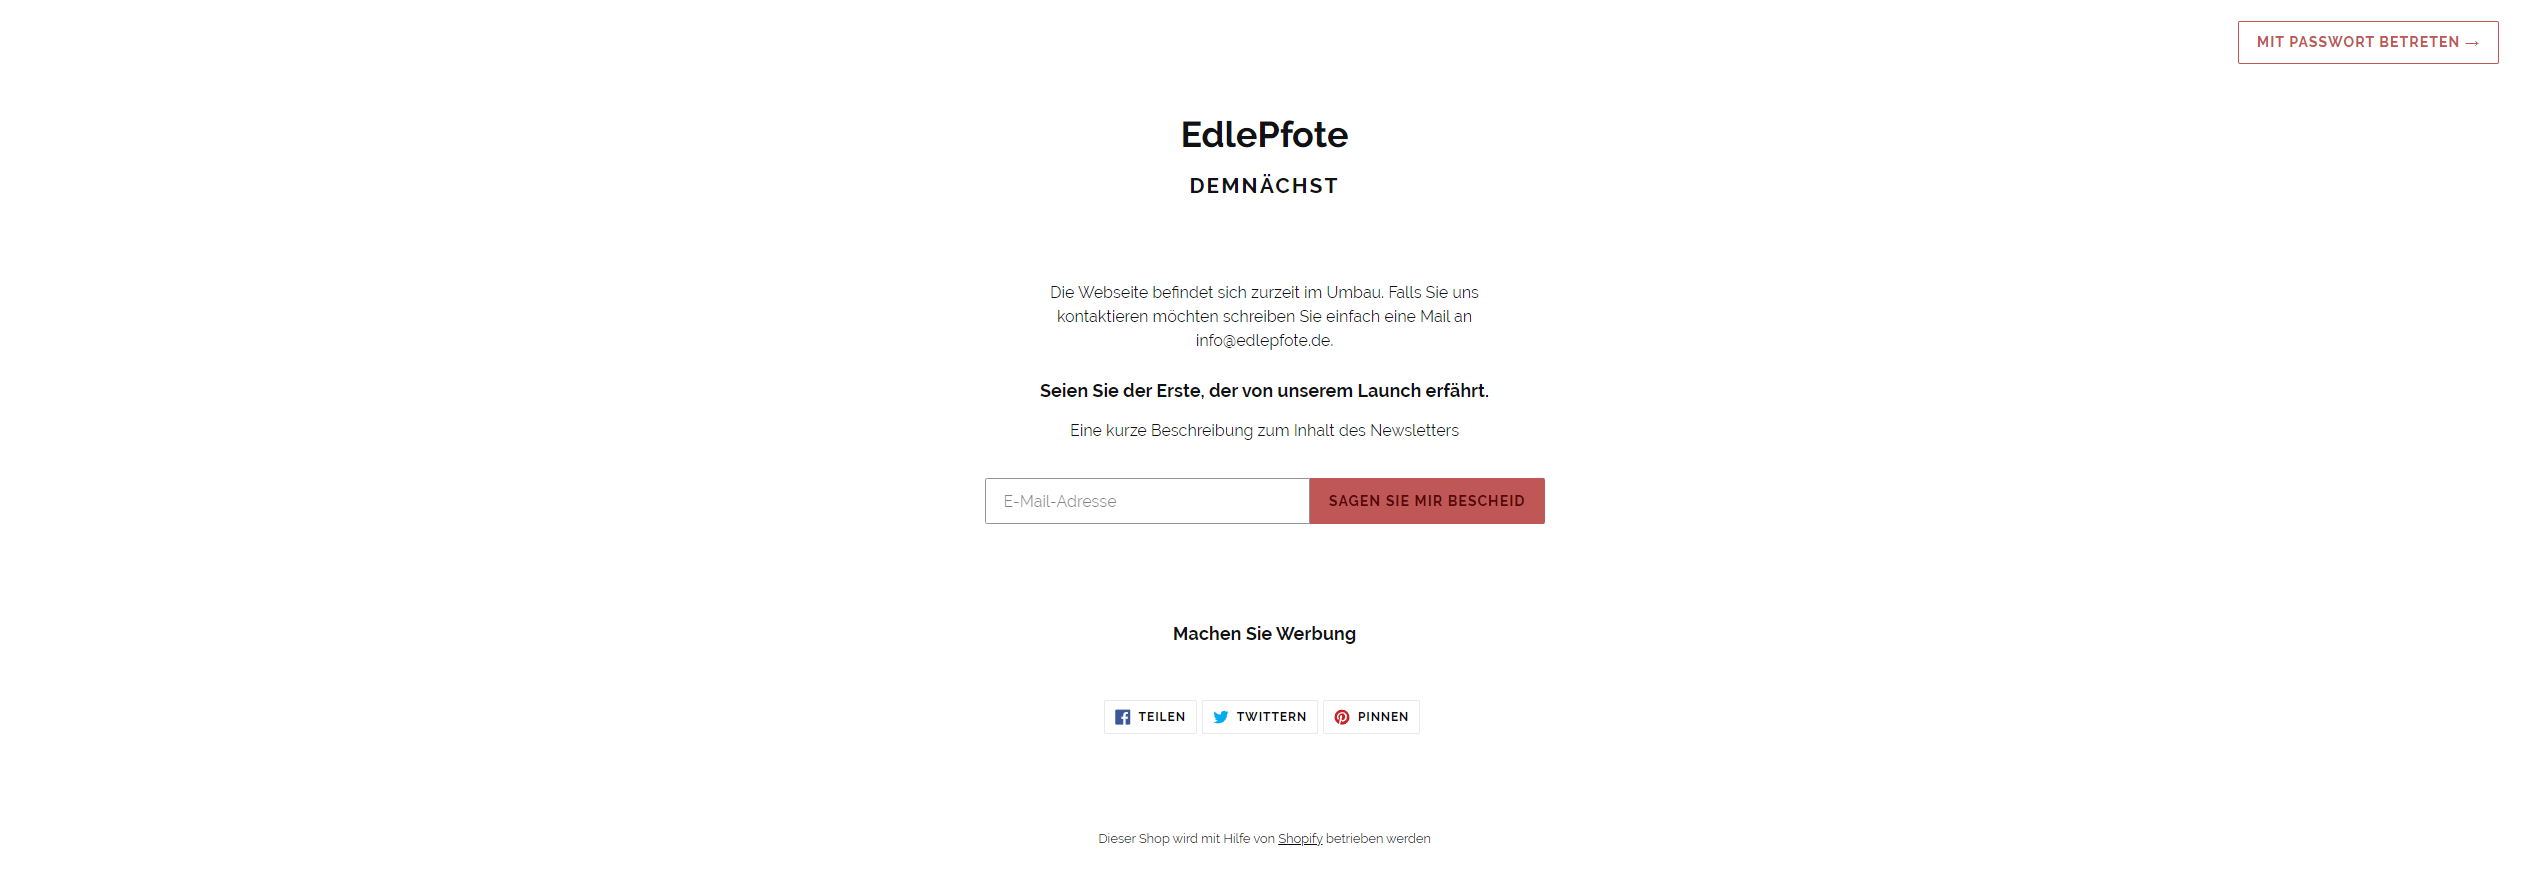 MIT PASSWORT BETRETEN →
EdlePfote
DEMNÄCHST
Die Webseite befindet sich zurzeit im Umbau. Falls Sie uns
kontaktieren möchten schreiben Sie einfach eine Mail an
info@edlepfote.de.
Seien Sie der Erste, der von unserem Launch erfährt.
Eine kurze Beschreibung zum Inhalt des Newsletters
E-Mail-Adresse SAGEN SIE MIR BESCHEID
Machen Sie Werbung
TEILEN TWITTERN PINNEN
Dieser Shop wird mit Hilfe von Shopify betrieben werden